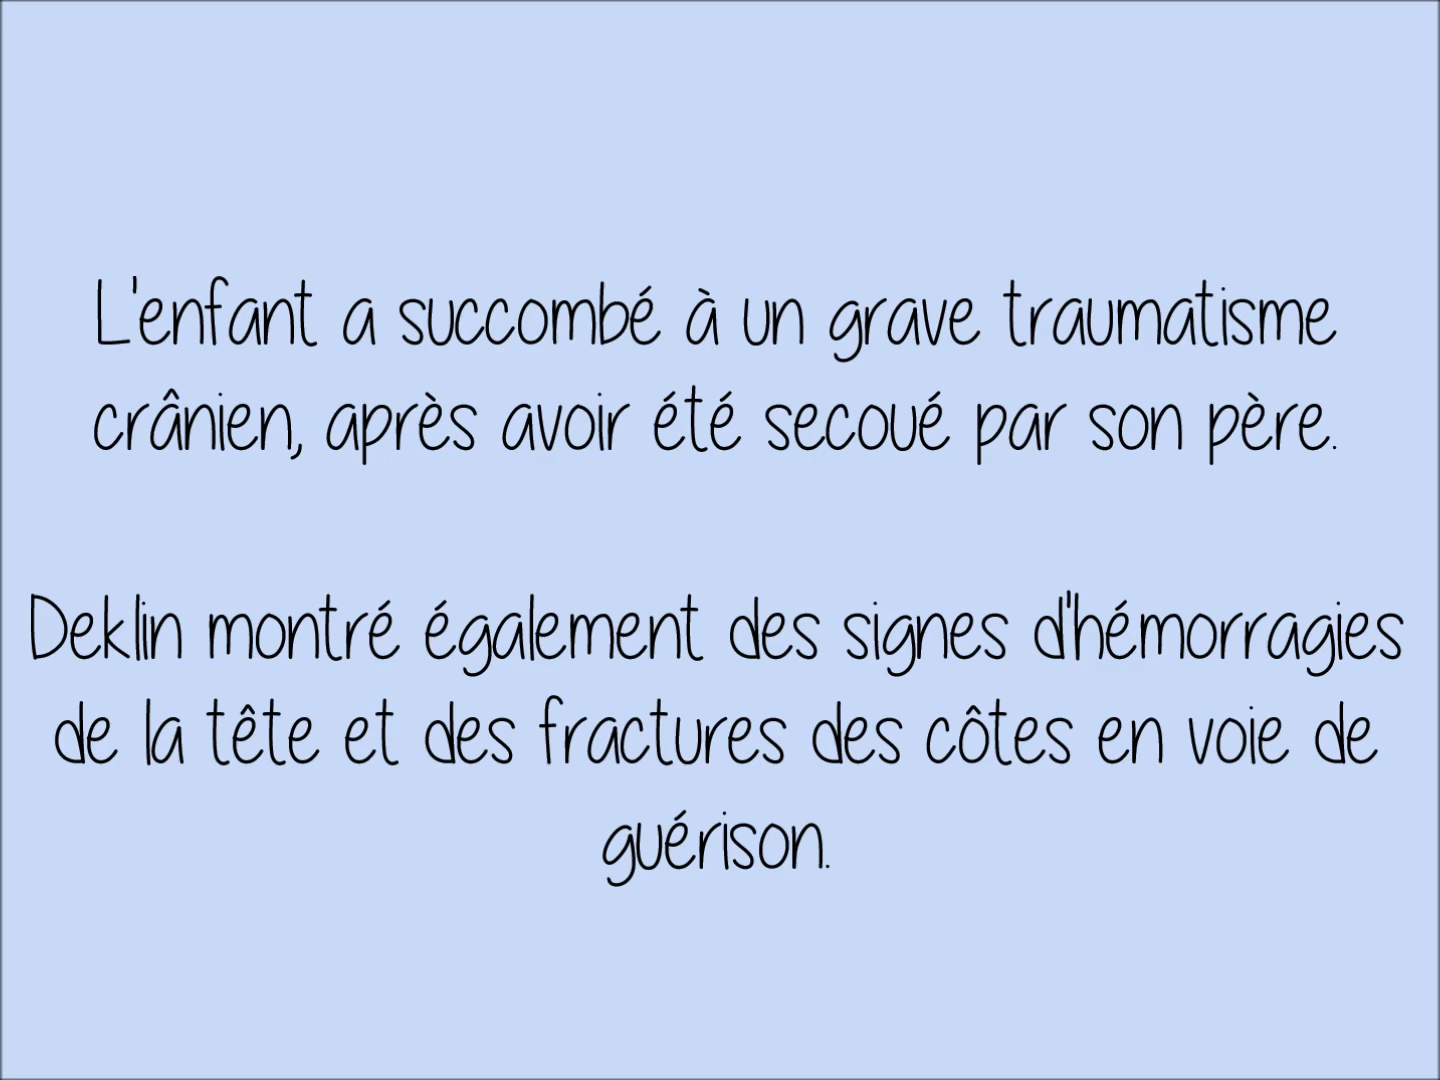 L'enfant a succombé à un grave traumatisme
crânien, après avoir été secoué par son père.
Deklin montré également des signes d'hémorragies
de la tête et des fractures des côtes en voie de
guérison.